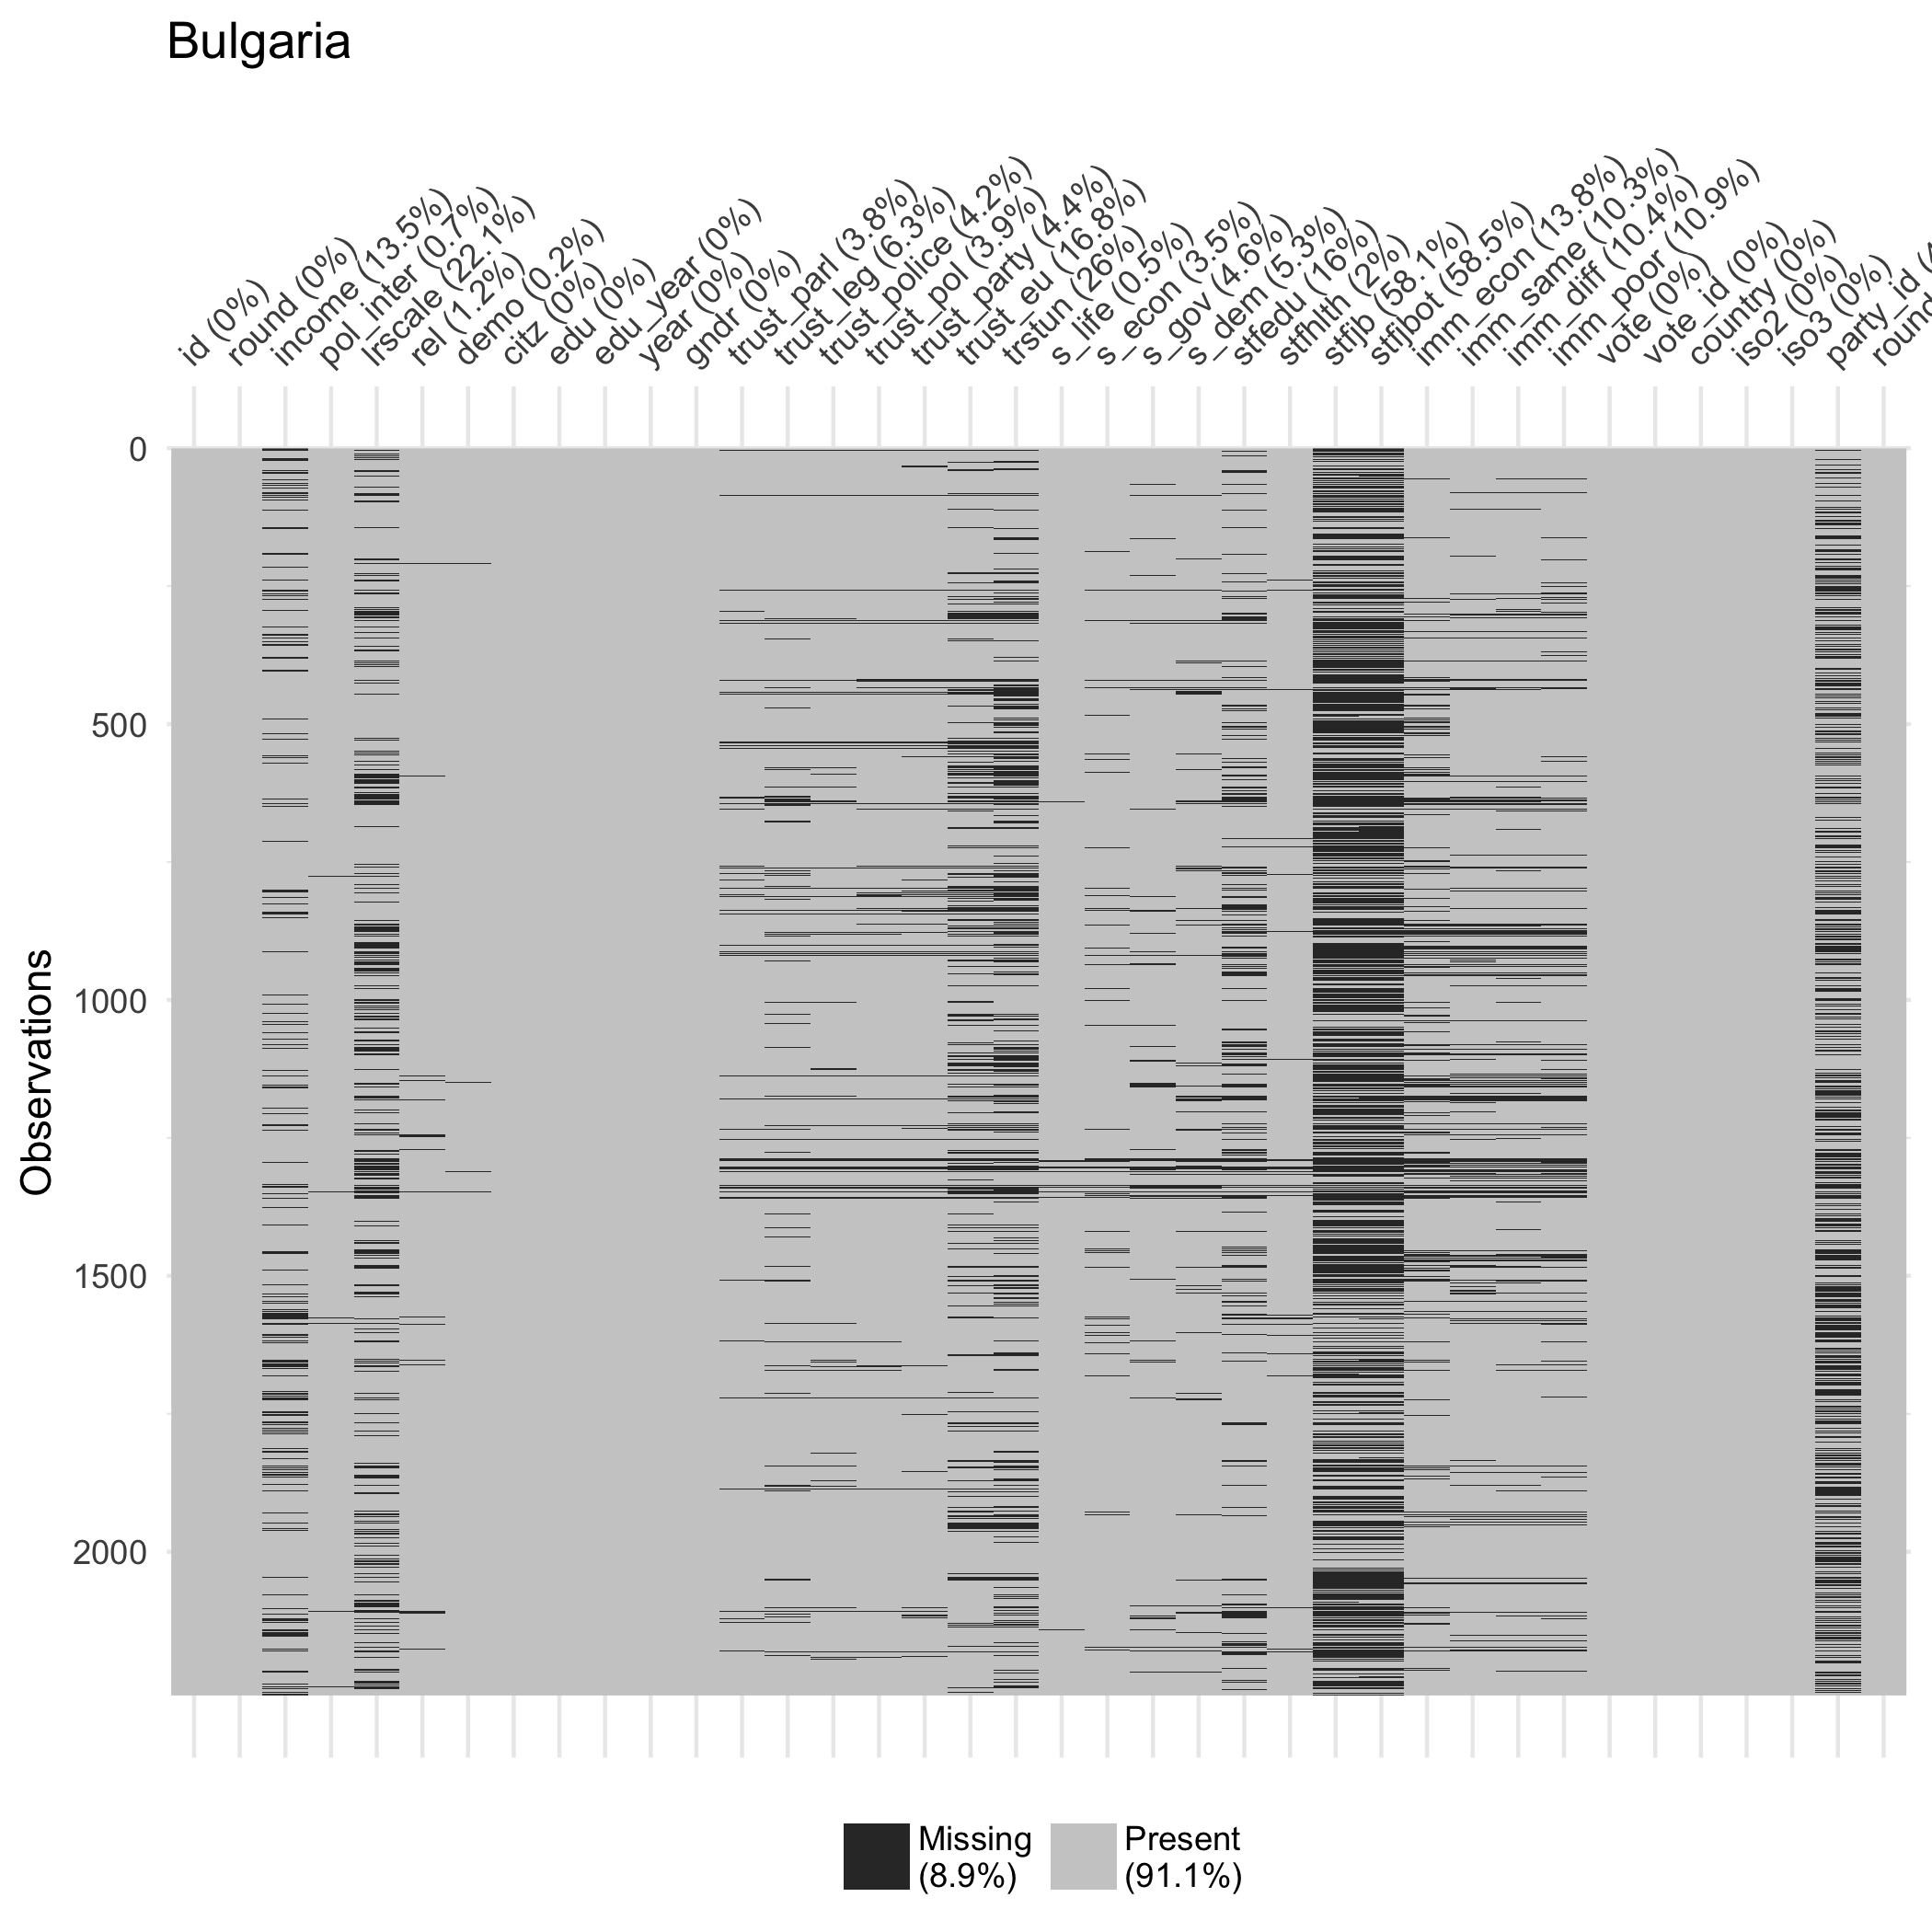 Bulgaria
id (0%)
round (0%)
income (13.5%)
pol_inter (0.7%)
lrscale (22.1%)
rel (1.2%)
demo (0.2%)
citz (0%)
edu (0%)
edu_year (0%)
year (0%)
gndr (0%)
trust_parl (3.8%)
trust_leg (6.3%)
trust_police (4.2%)
trust_pol (3.9%)
trust_party (4.4%)
trust_eu (16.8%)
trstun (26%)
s_life (0.5%)
s_econ (3.5%)
s_gov (4.6%)
s_dem (5.3%)
stfedu (16%)
stfhlth (2%)
stfjb (58.1%)
stfjbot (58.5%)
imm_econ (13.8%)
imm_same (10.3%)
imm_diff (10.4%)
imm_poor (10.9%)
vote (0%)
vote_id (0%)
country (0%)
iso2 (0%)
iso3 (0%)
party_id
round
0
500
1000
1500
2000
Observations
Missing
(8.9%)
Present
(91.1%)